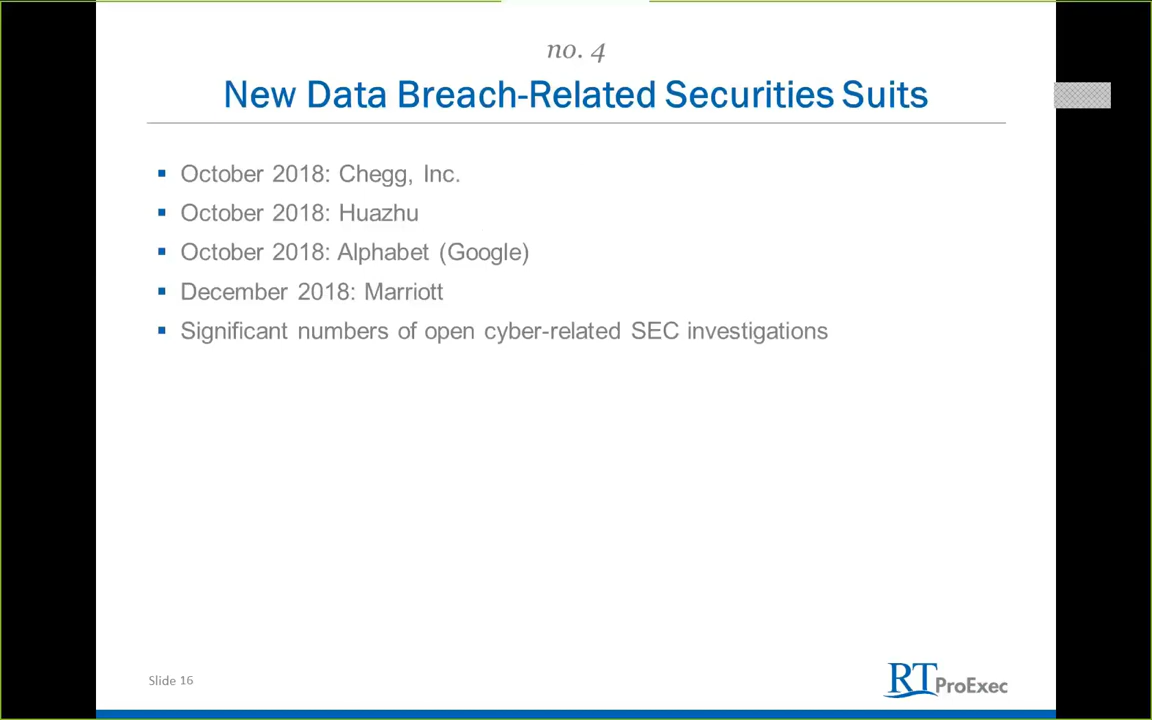 no. 4
New Data Breach-Related Securities Suits
▪ October 2018: Chegg, Inc.
▪ October 2018: Huazhu
▪ October 2018: Alphabet (Google)
▪ December 2018: Marriott
▪ Significant numbers of open cyber-related SEC investigations
Slide 16
RT ProExec